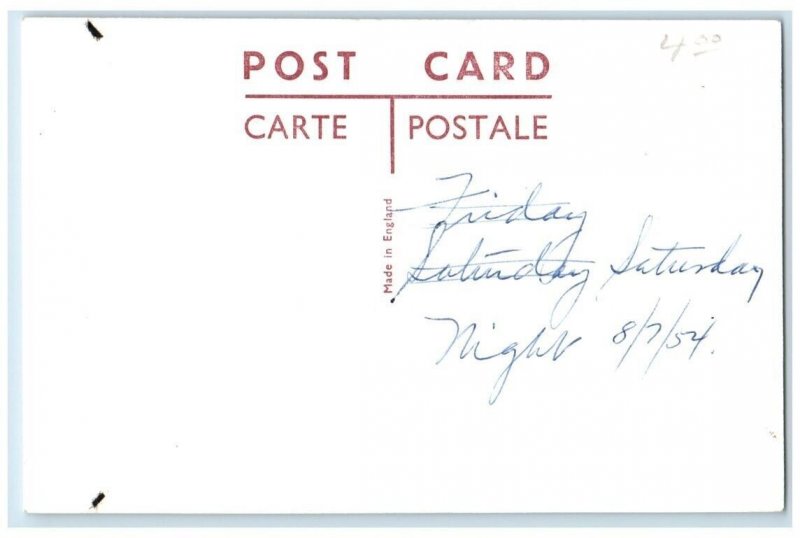 4.00
POST CARD
CARTE POSTALE
Made in England
Friday
Saturday Saturday
Night 8/7/54.